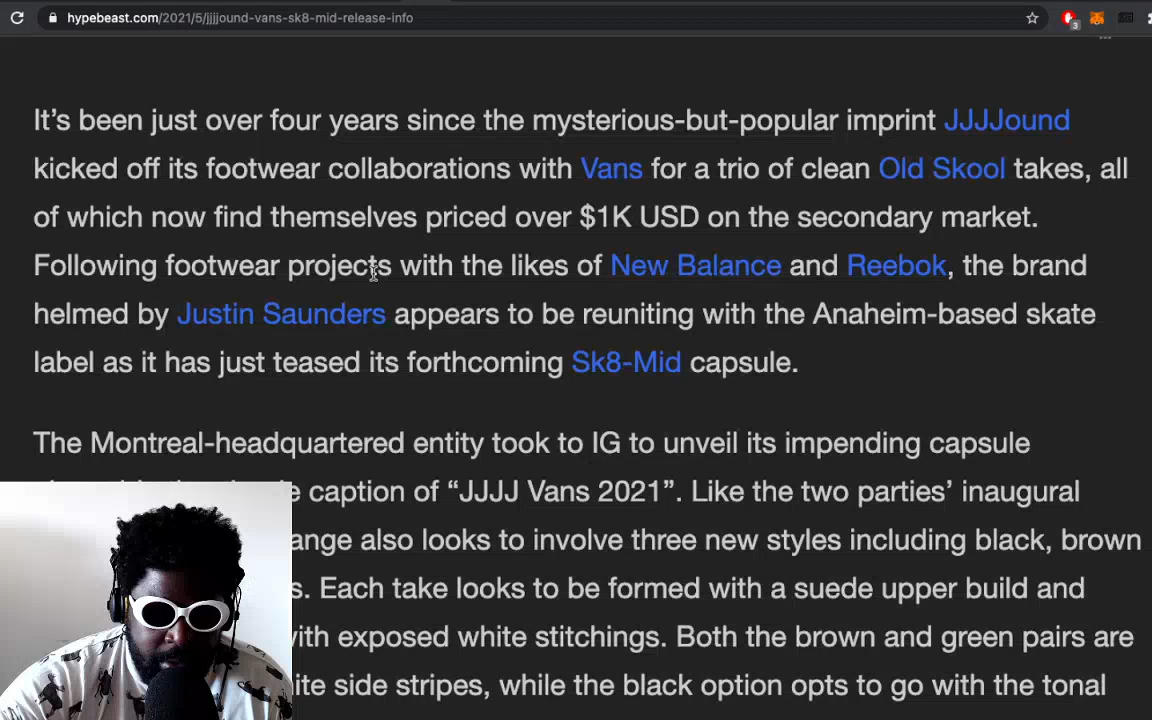 hypebeast.com/2021/5/jjjjound-vans-sk8-mid-release-info
3
It’s been just over four years since the mysterious-but-popular imprint JJJJound
kicked off its footwear collaborations with Vans for a trio of clean Old Skool takes, all
of which now find themselves priced over $1K USD on the secondary market.
Following footwear projects with the likes of New Balance and Reebok, the brand
helmed by Justin Saunders appears to be reuniting with the Anaheim-based skate
label as it has just teased its forthcoming Sk8-Mid capsule.
The Montreal-headquartered entity took to IG to unveil its impending capsule
caption of “JJJJ Vans 2021”. Like the two parties’ inaugural
ange also looks to involve three new styles including black, brown
s. Each take looks to be formed with a suede upper build and
with exposed white stitchings. Both the brown and green pairs are
ite side stripes, while the black option opts to go with the tonal